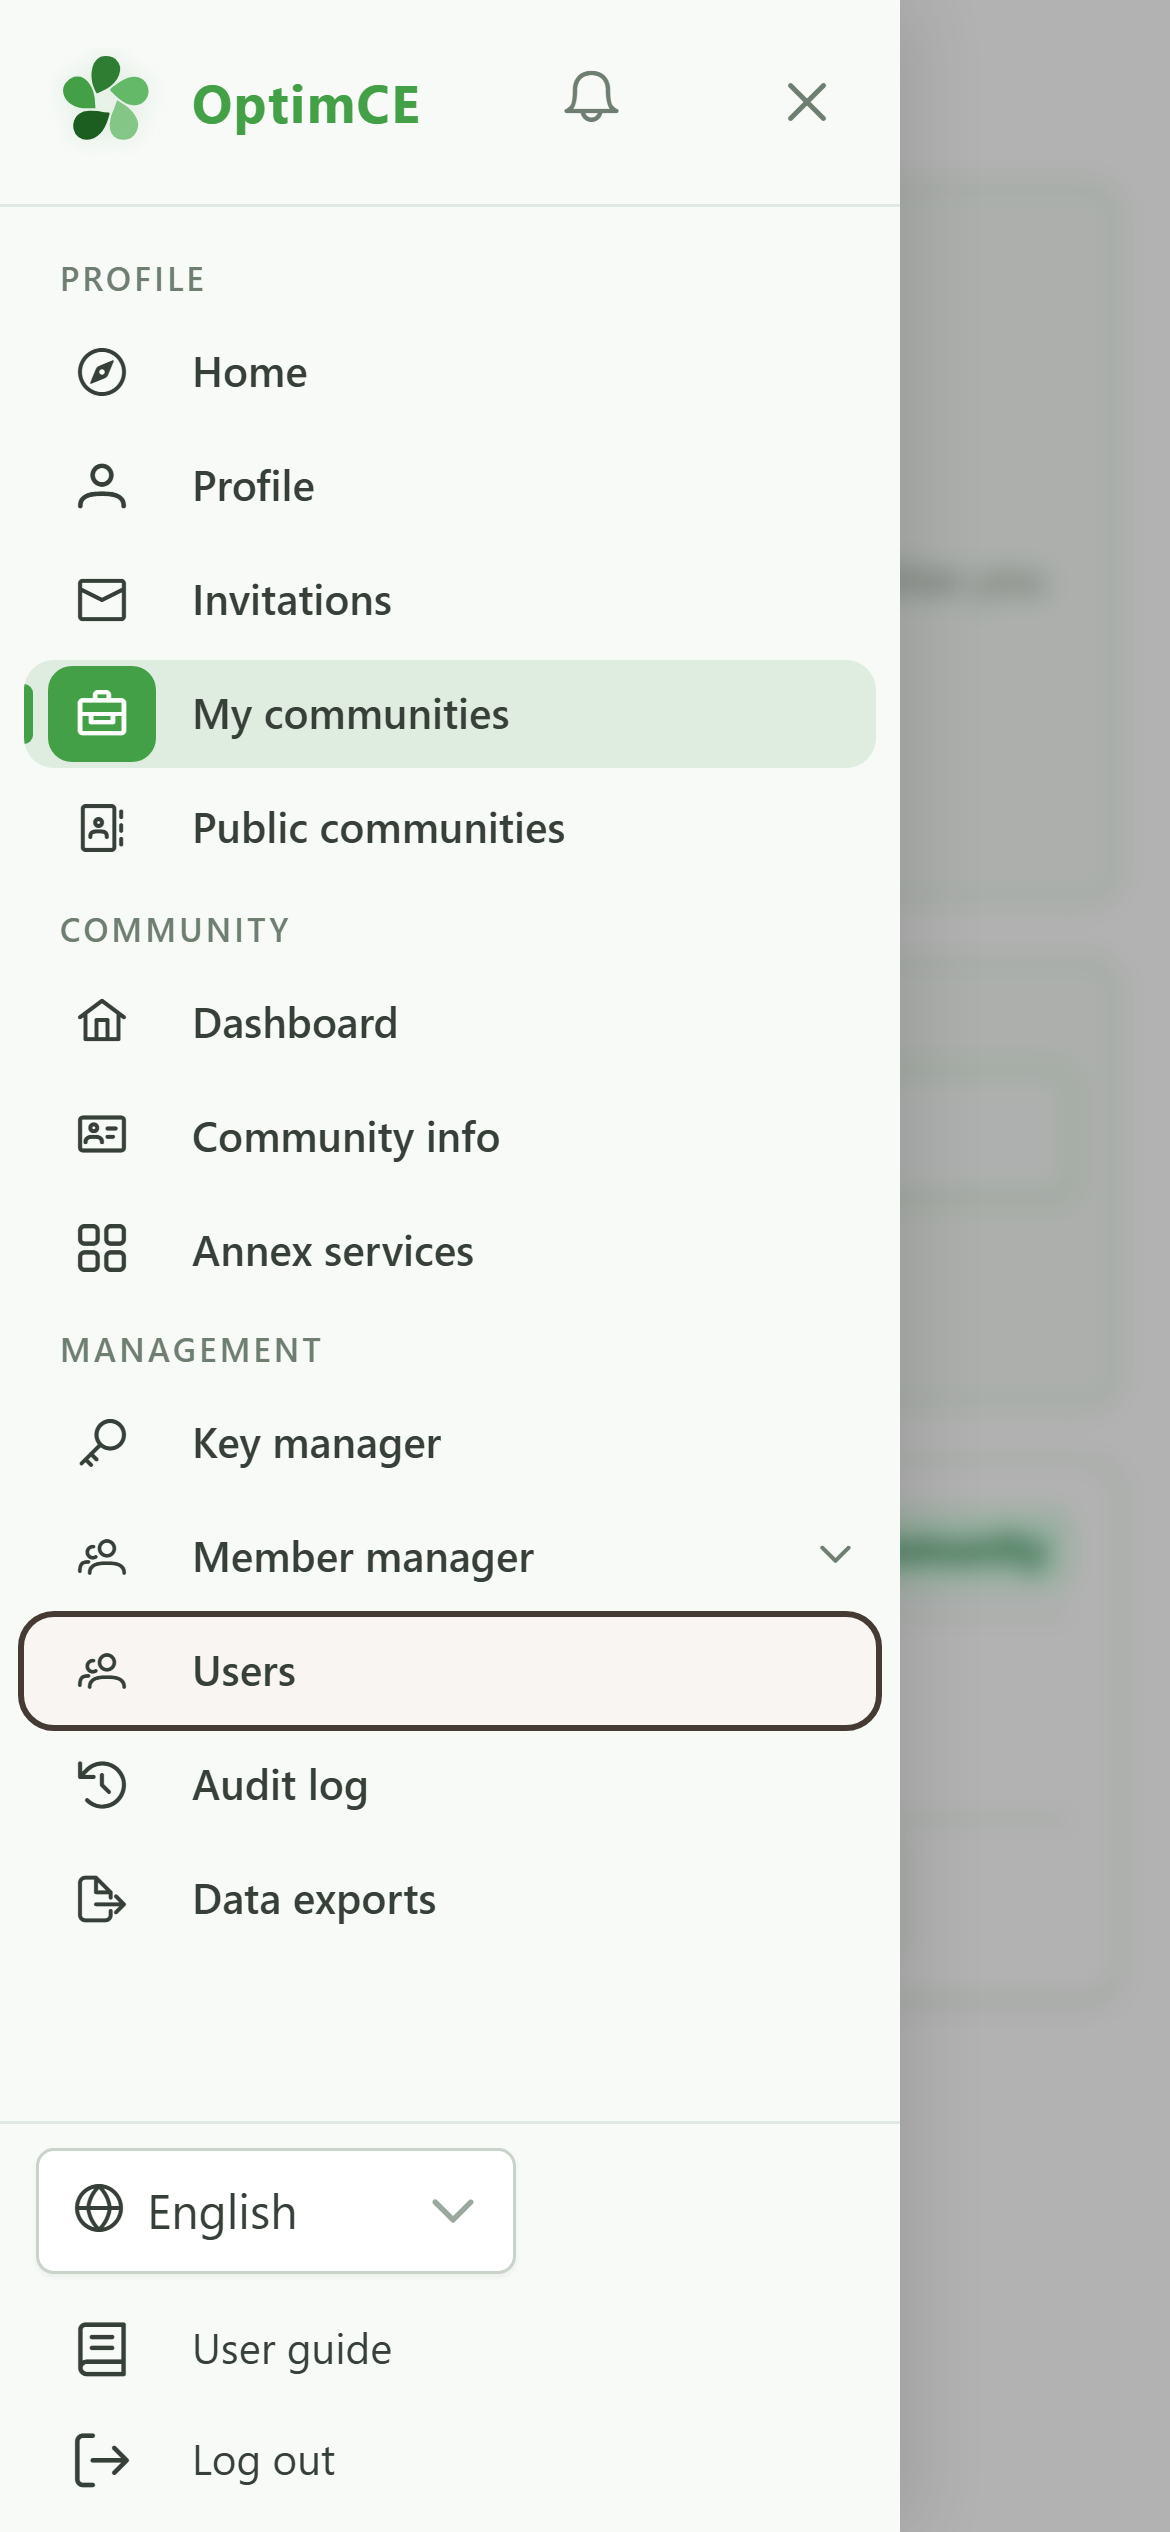 OptimCE
PROFILE
Home
Profile
Invitations
My communities
Public communities
COMMUNITY
Dashboard
Community info
Annex services
MANAGEMENT
Key manager
Member manager
Users
Audit log
Data exports
English
User guide
Log out